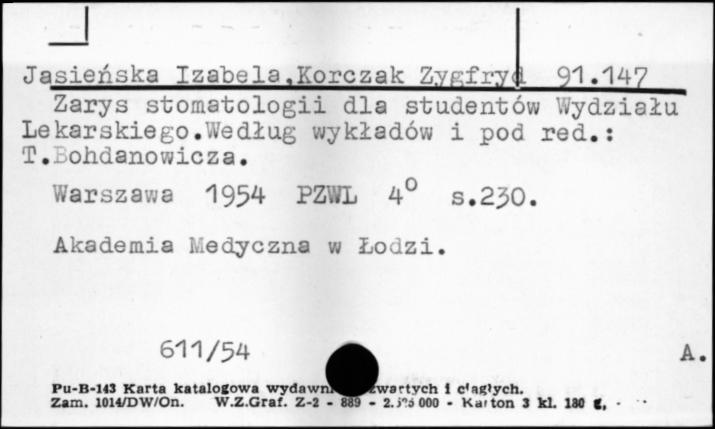 Jasieńska Izabela,Korczak Zygfryd 91.147
Zarys stomatologii dla studentów Wydziału
Lekarskiego.Według wykładów i pod red.:
T.Bohdanowicza.
Warszawa 1954 PZWL 4° s.230.
Akademia Medyczna w Łodzi.
611/54 A.
Pu-B-143 Karta katalogowa zwartych i ciągłych.
Zam. 1014/DW/On. W.Z.Graf. Z-2 - 889 - 000 - Karton 3 kl. 180 g,